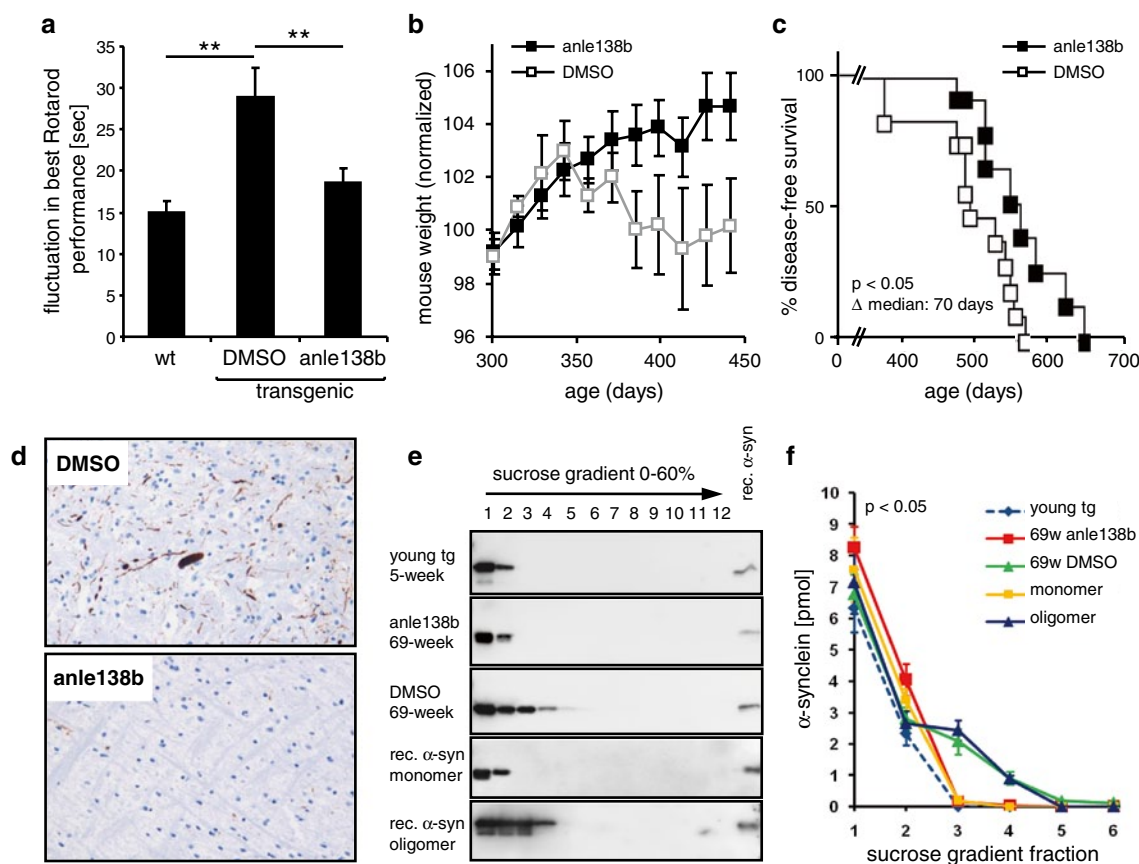 a
**
**
35
30
25
20
15
10
5
0
fluctuation in best Rotarod
performance [sec]
wt
DMSO
anle138b
transgenic
b
anle138b
DMSO
106
104
102
100
98
96
mouse weight (normalized)
300
350
400
450
age (days)
c
anle138b
DMSO
100
50
0
% disease-free survival
p < 0.05
Δ median: 70 days
0
400
500
600
700
age (days)
d
DMSO
anle138b
e
sucrose gradient 0-60%
1 2 3 4 5 6 7 8 9 10 11 12
rec. α-syn
young tg
5-week
anle138b
69-week
DMSO
69-week
rec. α-syn
monomer
rec. α-syn
oligomer
f
p < 0.05
young tg
69w anle138b
69w DMSO
monomer
oligomer
10
9
8
7
6
5
4
3
2
1
0
α-synclein [pmol]
1 2 3 4 5 6
sucrose gradient fraction